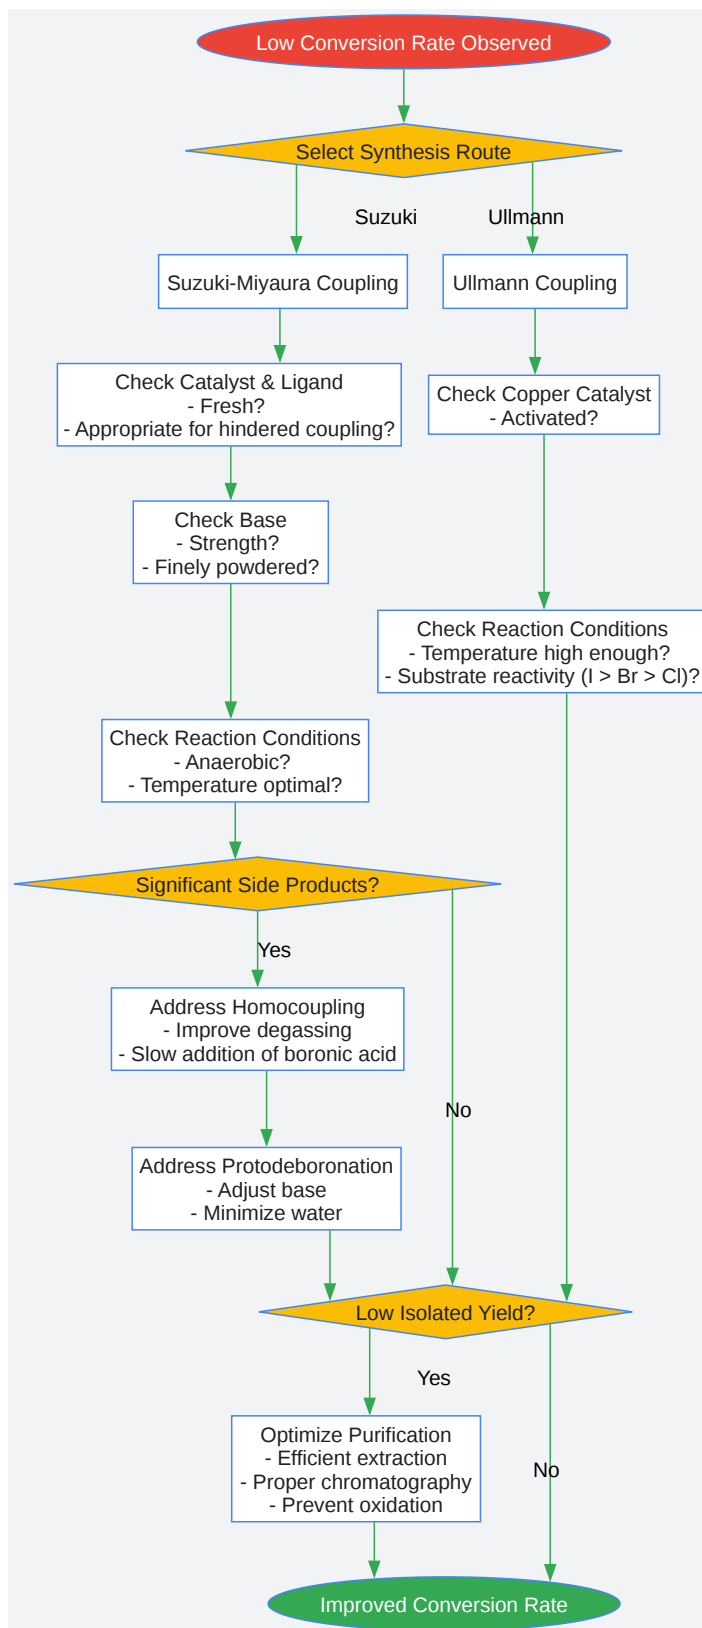 Low Conversion Rate Observed
Select Synthesis Route
Suzuki
Ullmann
Suzuki-Miyaura Coupling
Ullmann Coupling
Check Catalyst & Ligand
- Fresh?
- Appropriate for hindered coupling?
Check Copper Catalyst
- Activated?
Check Base
- Strength?
- Finely powdered?
Check Reaction Conditions
- Temperature high enough?
- Substrate reactivity (I > Br > Cl)?
Check Reaction Conditions
- Anaerobic?
- Temperature optimal?
Significant Side Products?
Yes
Address Homocoupling
- Improve degassing
- Slow addition of boronic acid
No
Address Protodeboronation
- Adjust base
- Minimize water
Low Isolated Yield?
Yes
Optimize Purification
- Efficient extraction
- Proper chromatography
- Prevent oxidation
No
Improved Conversion Rate